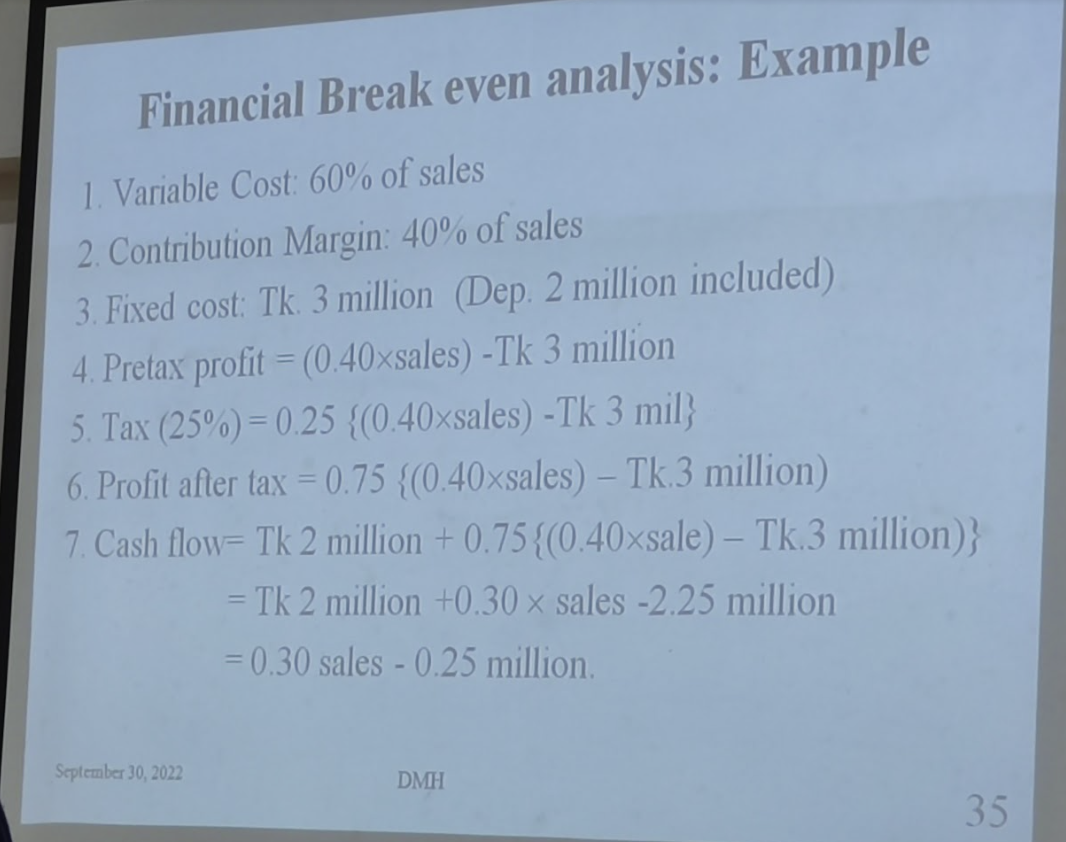 Financial Break even analysis: Example
1. Variable Cost: 60% of sales
2. Contribution Margin: 40% of sales
3. Fixed cost: Tk. 3 million (Dep. 2 million included)
4. Pretax profit = (0.40×sales) -Tk 3 million
5. Tax (25%) = 0.25 {(0.40×sales) -Tk 3 mil}
6. Profit after tax = 0.75 {(0.40×sales) – Tk.3 million)
7. Cash flow= Tk 2 million + 0.75{(0.40×sale) – Tk.3 million)}
= Tk 2 million +0.30 × sales -2.25 million
= 0.30 sales - 0.25 million.
September 30, 2022
DMH
35